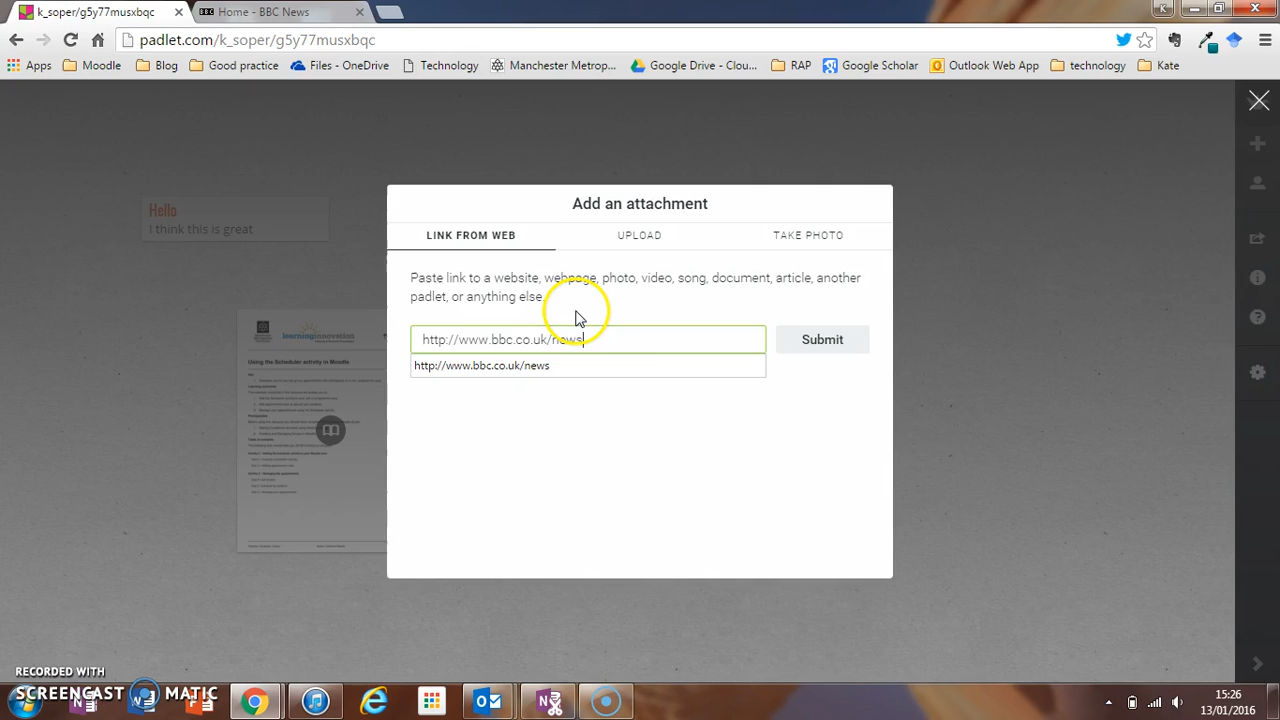 k_soper/g5y77musxbqc
Home - BBC News
padlet.com/k_soper/g5y77musxbqc
Apps Moodle Blog Good practice Files - OneDrive Technology Manchester Metrop... Google Drive - Clou... RAP Google Scholar Outlook Web App technology Kate
Add an attachment
LINK FROM WEB UPLOAD TAKE PHOTO
Paste link to a website, webpage, photo, video, song, document, article, another
padlet, or anything else.
http://www.bbc.co.uk/news
Submit
http://www.bbc.co.uk/news
Hello
I think this is great
learninginnovation
Using the Scheduler activity in Moodle
RECORDED WITH
SCREENCAST MATIC
15:26
13/01/2016